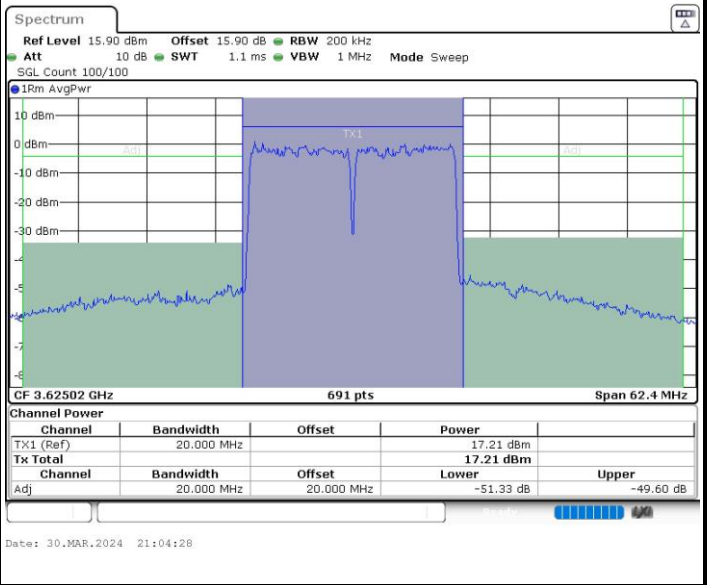 Spectrum
Ref Level 15.90 dBm Offset 15.90 dB RBW 200 kHz
Att 10 dB SWT 1.1 ms VBW 1 MHz Mode Sweep
SGL Count 100/100
1Rm AvgPwr
10 dBm
TX1
0 dBm
Adj Adj
-10 dBm
-20 dBm
-30 dBm
-4
-5
-7
-8
CF 3.62502 GHz 691 pts Span 62.4 MHz
Channel Power
Channel Bandwidth Offset Power
TX1 (Ref) 20.000 MHz 17.21 dBm
Tx Total 17.21 dBm
Channel Bandwidth Offset Lower Upper
Adj 20.000 MHz 20.000 MHz -51.33 dB -49.60 dB
Ready
Date: 30.MAR.2024 21:04:28